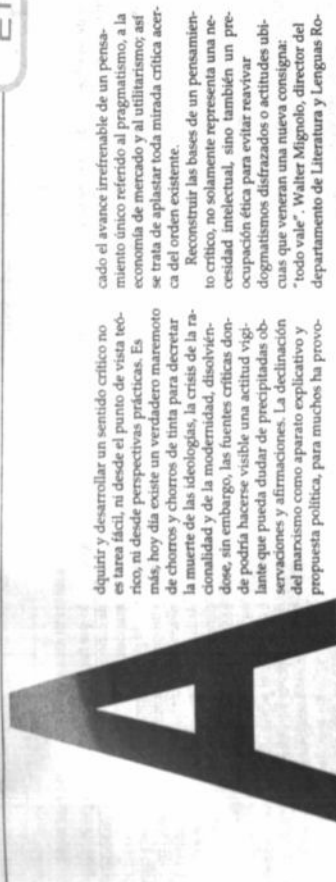 A
dquirir y desarrollar un sentido crítico no
es tarea fácil, ni desde el punto de vista teó-
rico, ni desde perspectivas prácticas. Es
más, hoy día existe un verdadero maremoto
de chorros y chorros de tinta para decretar
la muerte de las ideologías, la crisis de la ra-
cionalidad y de la modernidad, disolvién-
dose, sin embargo, las fuentes críticas don-
de podría hacerse visible una actitud vigi-
lante que pueda dudar de precipitadas ob-
servaciones y afirmaciones. La declinación
del marxismo como aparato explicativo y
propuesta política, para muchos ha provo-
cado el avance irrefrenable de un pensa-
miento único referido al pragmatismo, a la
economía de mercado y al utilitarismo; así
se trata de aplastar toda mirada crítica acer-
ca del orden existente.
Reconstruir las bases de un pensamien-
to crítico, no solamente representa una ne-
cesidad intelectual, sino también un pre-
ocupación ética para evitar reavivar
dogmatismos disfrazados o actitudes ubi-
cuas que veneran una nueva consigna:
"todo vale". Walter Mignolo, director del
departamento de Literatura y Lenguas Ro-